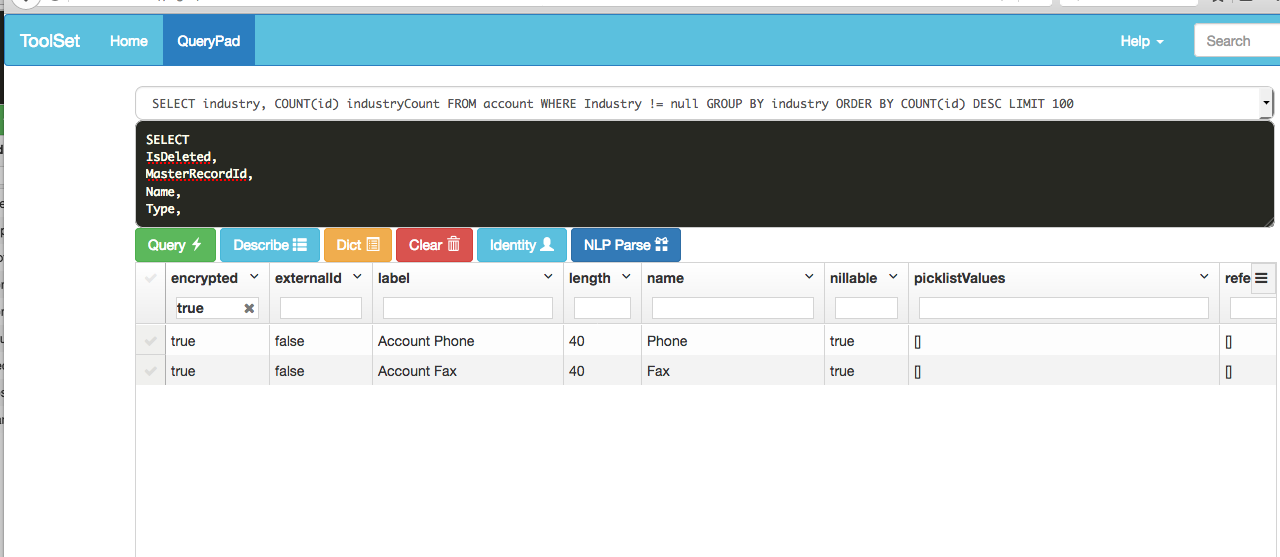 ToolSet Home QueryPad Help Search
SELECT industry, COUNT(id) industryCount FROM account WHERE Industry != null GROUP BY industry ORDER BY COUNT(id) DESC LIMIT 100
SELECT
IsDeleted,
MasterRecordId,
Name,
Type,
Query Describe Dict Clear Identity NLP Parse
encrypted externalId label length name nillable picklistValues refe
true
true false Account Phone 40 Phone true [] []
true false Account Fax 40 Fax true [] []